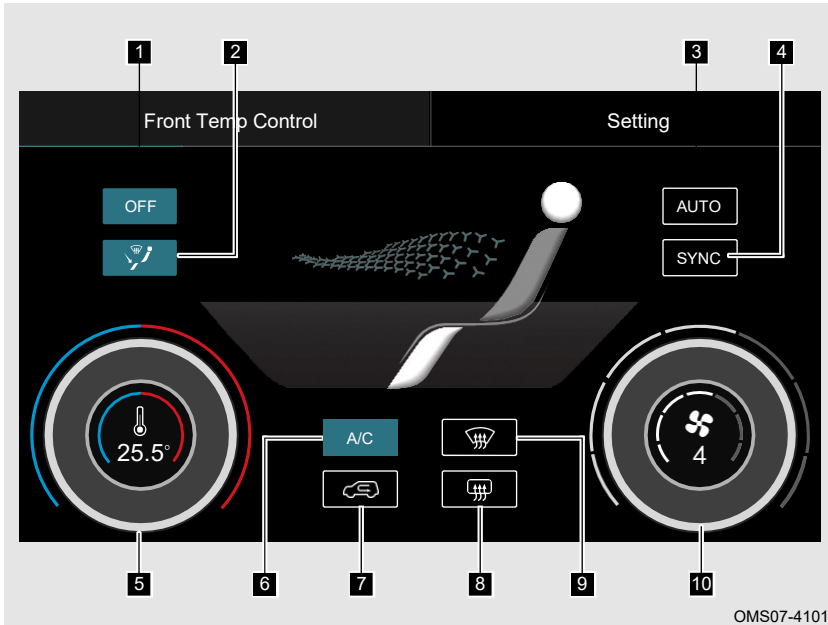 1 2 3 4
Front Temp Control Setting
OFF AUTO
SYNC
25.5° A/C 4
5 6 7 8 9 10
OMS07-4101